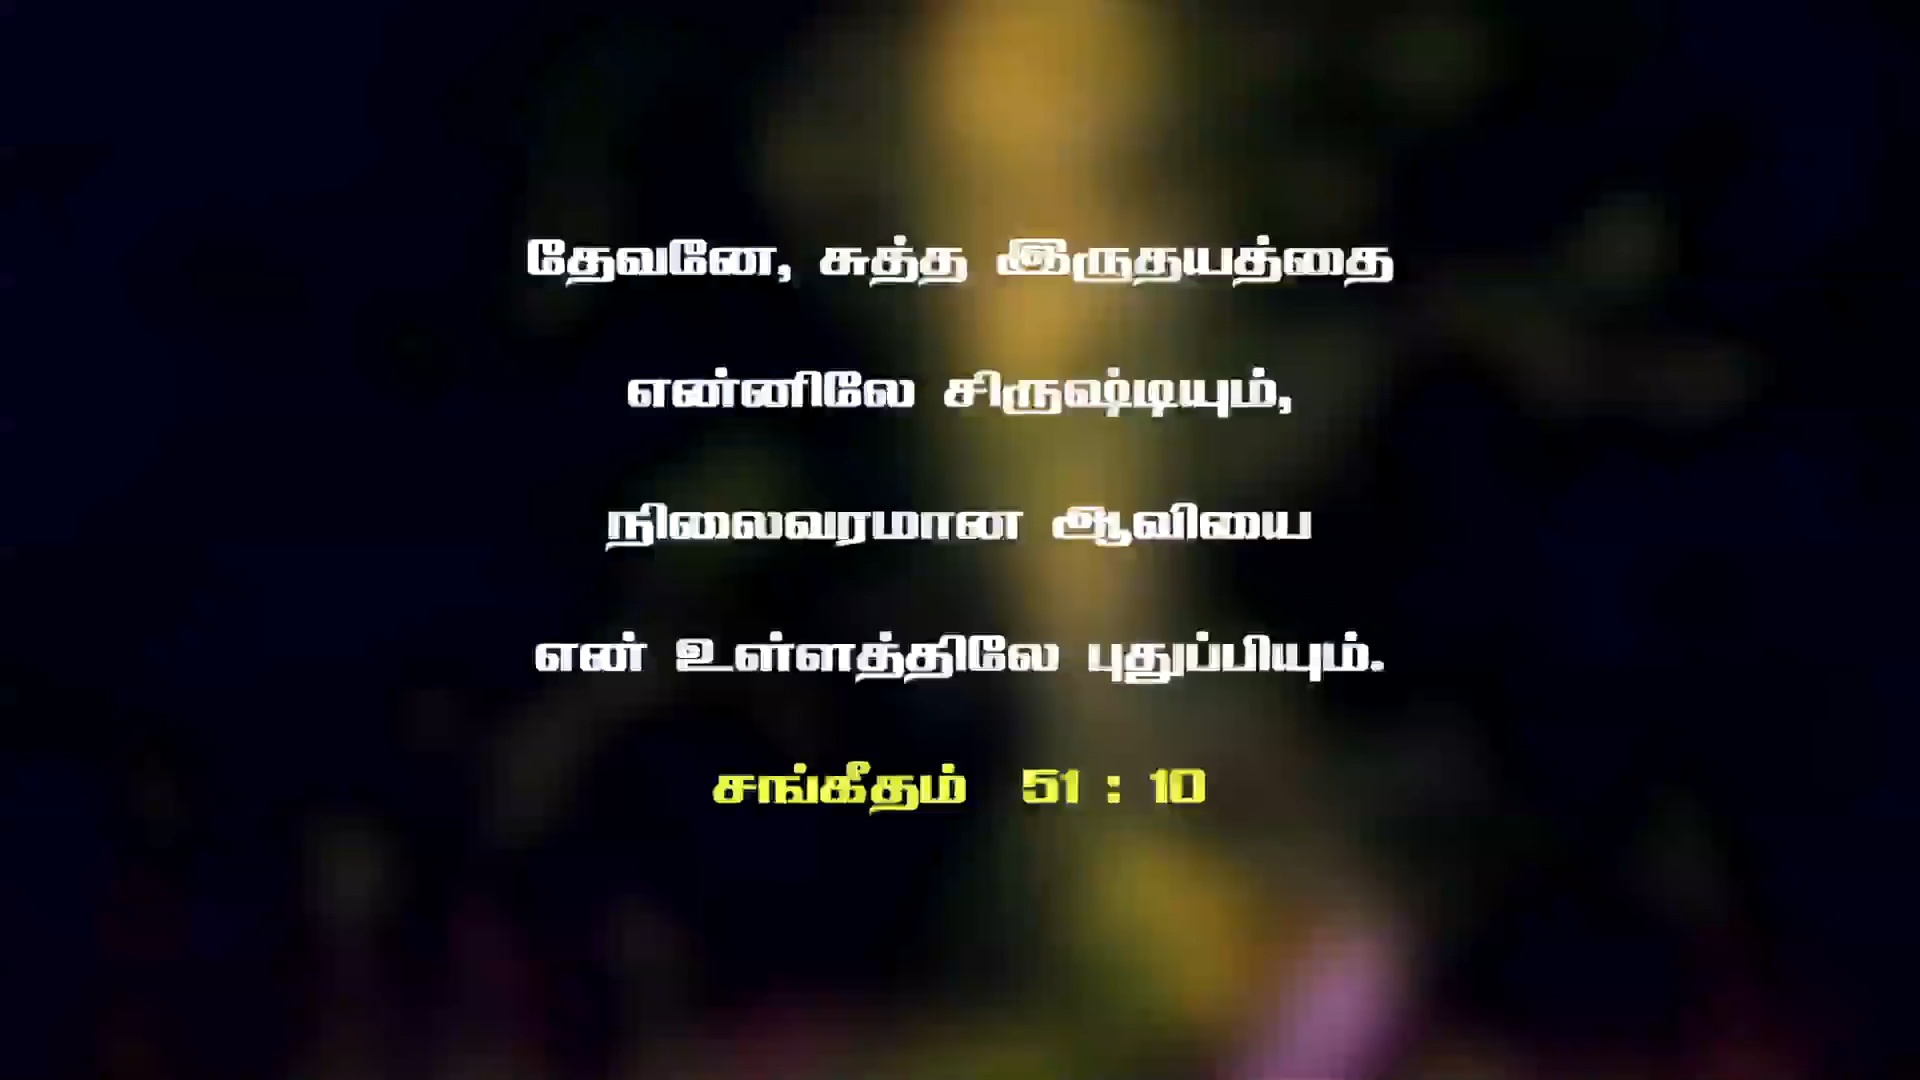 தேவனே, சுத்த இருதயத்தை
என்னிலே சிருஷ்டியும்,
நிலைவரமான ஆவியை
என் உள்ளத்திலே புதுப்பியும்.
சங்கீதம் 51 : 10